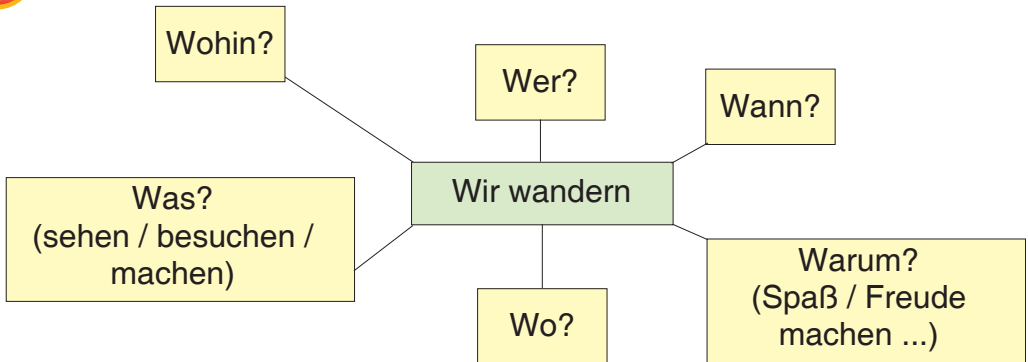 Wohin?
Wer?
Wann?
Wir wandern
Was?
(sehen / besuchen /
machen)
Warum?
(Spaß / Freude
machen ...)
Wo?